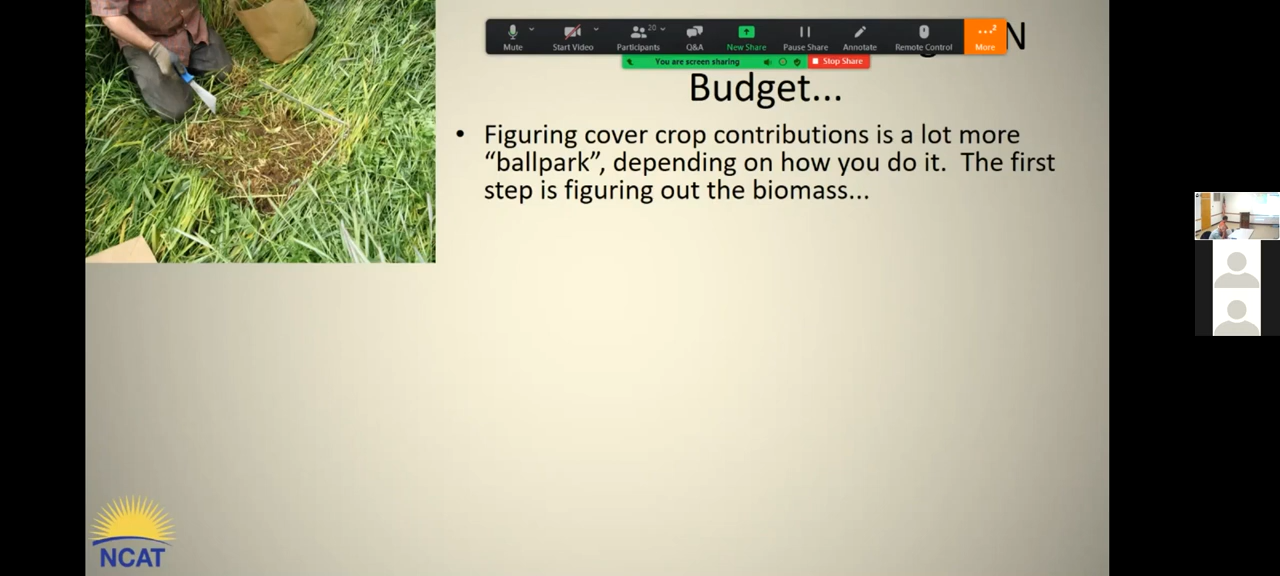 20
2
Mute
Start Video
Participants
Q&A
New Share
Pause Share
Annotate
Remote Control
More
N
You are screen sharing
Stop Share
Budget...
• Figuring cover crop contributions is a lot more
“ballpark”, depending on how you do it.  The first
step is figuring out the biomass...
NCAT